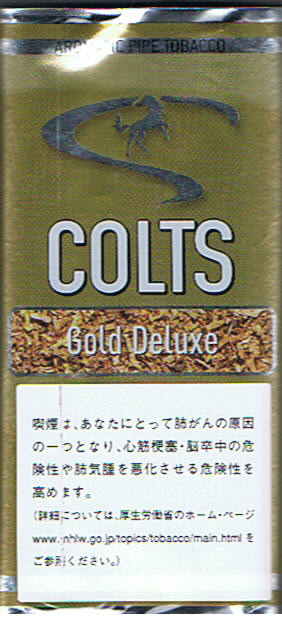 AROMATIC PIPE TOBACCO
COLTS
Gold Deluxe
喫煙は、あなたにとって肺がんの原因
の一つとなり、心筋梗塞・脳卒中の危
険性や肺気腫を悪化させる危険性を
高めます。
(詳細については、厚生労働省のホーム・ページ
www.mhlw.go.jp/topics/tobacco/main.html を
ご参照ください。)